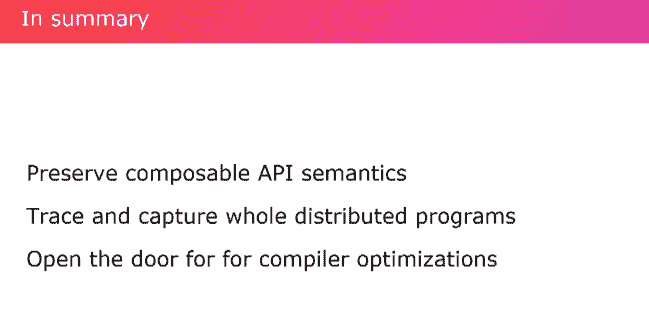 In summary
Preserve composable API semantics
Trace and capture whole distributed programs
Open the door for for compiler optimizations